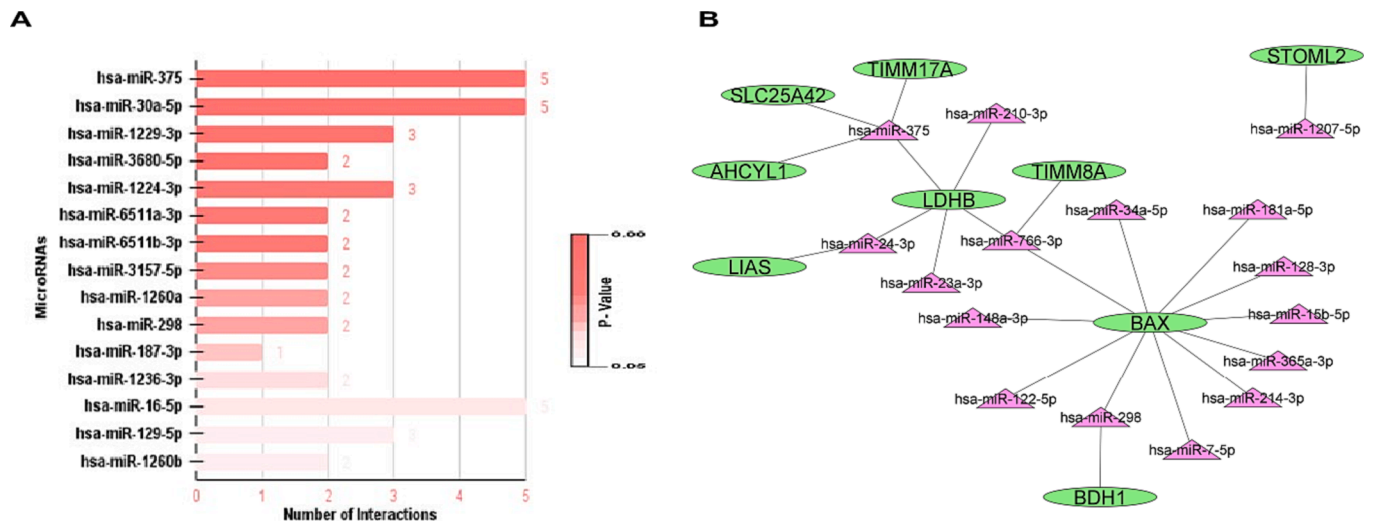 A
MicroRNAs
hsa-miR-375
5
hsa-miR-30a-5p
5
hsa-miR-1229-3p
3
hsa-miR-3680-5p
2
hsa-miR-1224-3p
3
hsa-miR-6511a-3p
2
hsa-miR-6511b-3p
2
hsa-miR-3157-5p
2
hsa-miR-1260a
2
hsa-miR-298
2
hsa-miR-187-3p
1
hsa-miR-1236-3p
2
hsa-miR-16-5p
5
hsa-miR-129-5p
3
hsa-miR-1260b
2
0 1 2 3 4 5
Number of Interactions
0.00
P- Value
0.05
B
STOML2
TIMM17A
SLC25A42
hsa-miR-210-3p
hsa-miR-375
hsa-miR-1207-5p
AHCYL1
TIMM8A
LDHB
hsa-miR-34a-5p
hsa-miR-181a-5p
hsa-miR-24-3p
hsa-miR-766-3p
LIAS
hsa-miR-128-3p
hsa-miR-23a-3p
hsa-miR-148a-3p
BAX
hsa-miR-15b-5p
hsa-miR-365a-3p
hsa-miR-122-5p
hsa-miR-214-3p
hsa-miR-298
hsa-miR-7-5p
BDH1